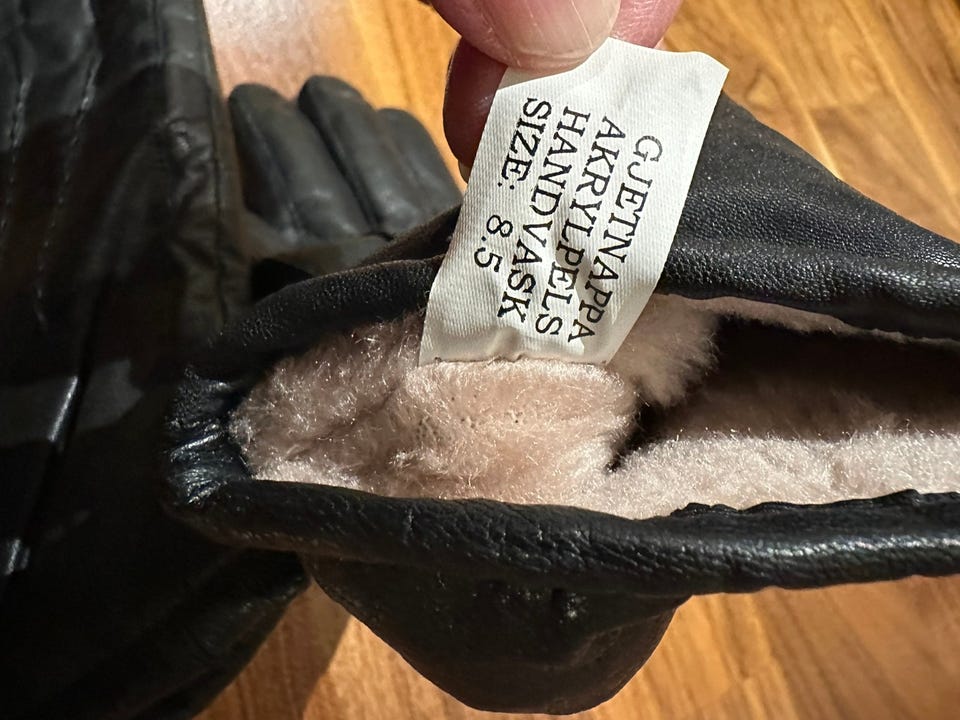 GJETNAPPA
AKRYLPELS
HANDVASK
SIZE: 8.5